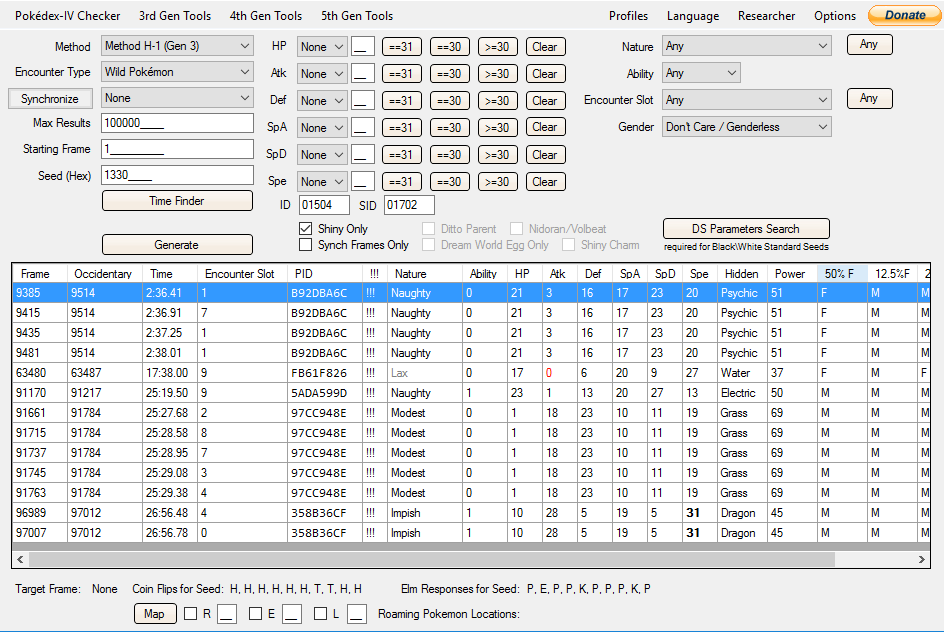 Pokédex-IV Checker 3rd Gen Tools 4th Gen Tools 5th Gen Tools Profiles Language Researcher Options Donate
Method Method H-1 (Gen 3) HP None __ ==31 ==30 >=30 Clear Nature Any Any
Encounter Type Wild Pokémon Atk None __ ==31 ==30 >=30 Clear Ability Any
Synchronize None Def None __ ==31 ==30 >=30 Clear Encounter Slot Any Any
Max Results 100000____ SpA None __ ==31 ==30 >=30 Clear Gender Don't Care / Genderless
Starting Frame 1_________ SpD None __ ==31 ==30 >=30 Clear
Seed (Hex) 1330____ Spe None __ ==31 ==30 >=30 Clear
Time Finder ID 01504 SID 01702
Shiny Only Ditto Parent Nidoran/Volbeat DS Parameters Search
Generate Synch Frames Only Dream World Egg Only Shiny Charm required for Black\White Standard Seeds
Frame Occidentary Time Encounter Slot PID !!! Nature Ability HP Atk Def SpA SpD Spe Hidden Power 50% F 12.5%F 2
9385 9514 2:36.41 1 B92DBA6C !!! Naughty 0 21 3 16 17 23 20 Psychic 51 F M M
9415 9514 2:36.91 7 B92DBA6C !!! Naughty 0 21 3 16 17 23 20 Psychic 51 F M M
9435 9514 2:37.25 1 B92DBA6C !!! Naughty 0 21 3 16 17 23 20 Psychic 51 F M M
9481 9514 2:38.01 1 B92DBA6C !!! Naughty 0 21 3 16 17 23 20 Psychic 51 F M M
63480 63487 17:38.00 9 FB61F826 !!! Lax 0 17 0 6 20 9 27 Water 37 F M F
91170 91217 25:19.50 9 5ADA599D !!! Naughty 1 23 1 13 20 27 13 Electric 50 M M M
91661 91784 25:27.68 2 97CC948E !!! Modest 0 1 18 23 10 11 19 Grass 69 M M M
91715 91784 25:28.58 8 97CC948E !!! Modest 0 1 18 23 10 11 19 Grass 69 M M M
91737 91784 25:28.95 7 97CC948E !!! Modest 0 1 18 23 10 11 19 Grass 69 M M M
91745 91784 25:29.08 3 97CC948E !!! Modest 0 1 18 23 10 11 19 Grass 69 M M M
91763 91784 25:29.38 4 97CC948E !!! Modest 0 1 18 23 10 11 19 Grass 69 M M M
96989 97012 26:56.48 4 358B36CF !!! Impish 1 10 28 5 19 5 31 Dragon 45 M M M
97007 97012 26:56.78 0 358B36CF !!! Impish 1 10 28 5 19 5 31 Dragon 45 M M M
Target Frame: None Coin Flips for Seed: H, H, H, H, H, H, T, T, H, H Elm Responses for Seed: P, E, P, P, K, P, P, P, K, P
Map R __ E __ L __ Roaming Pokemon Locations: